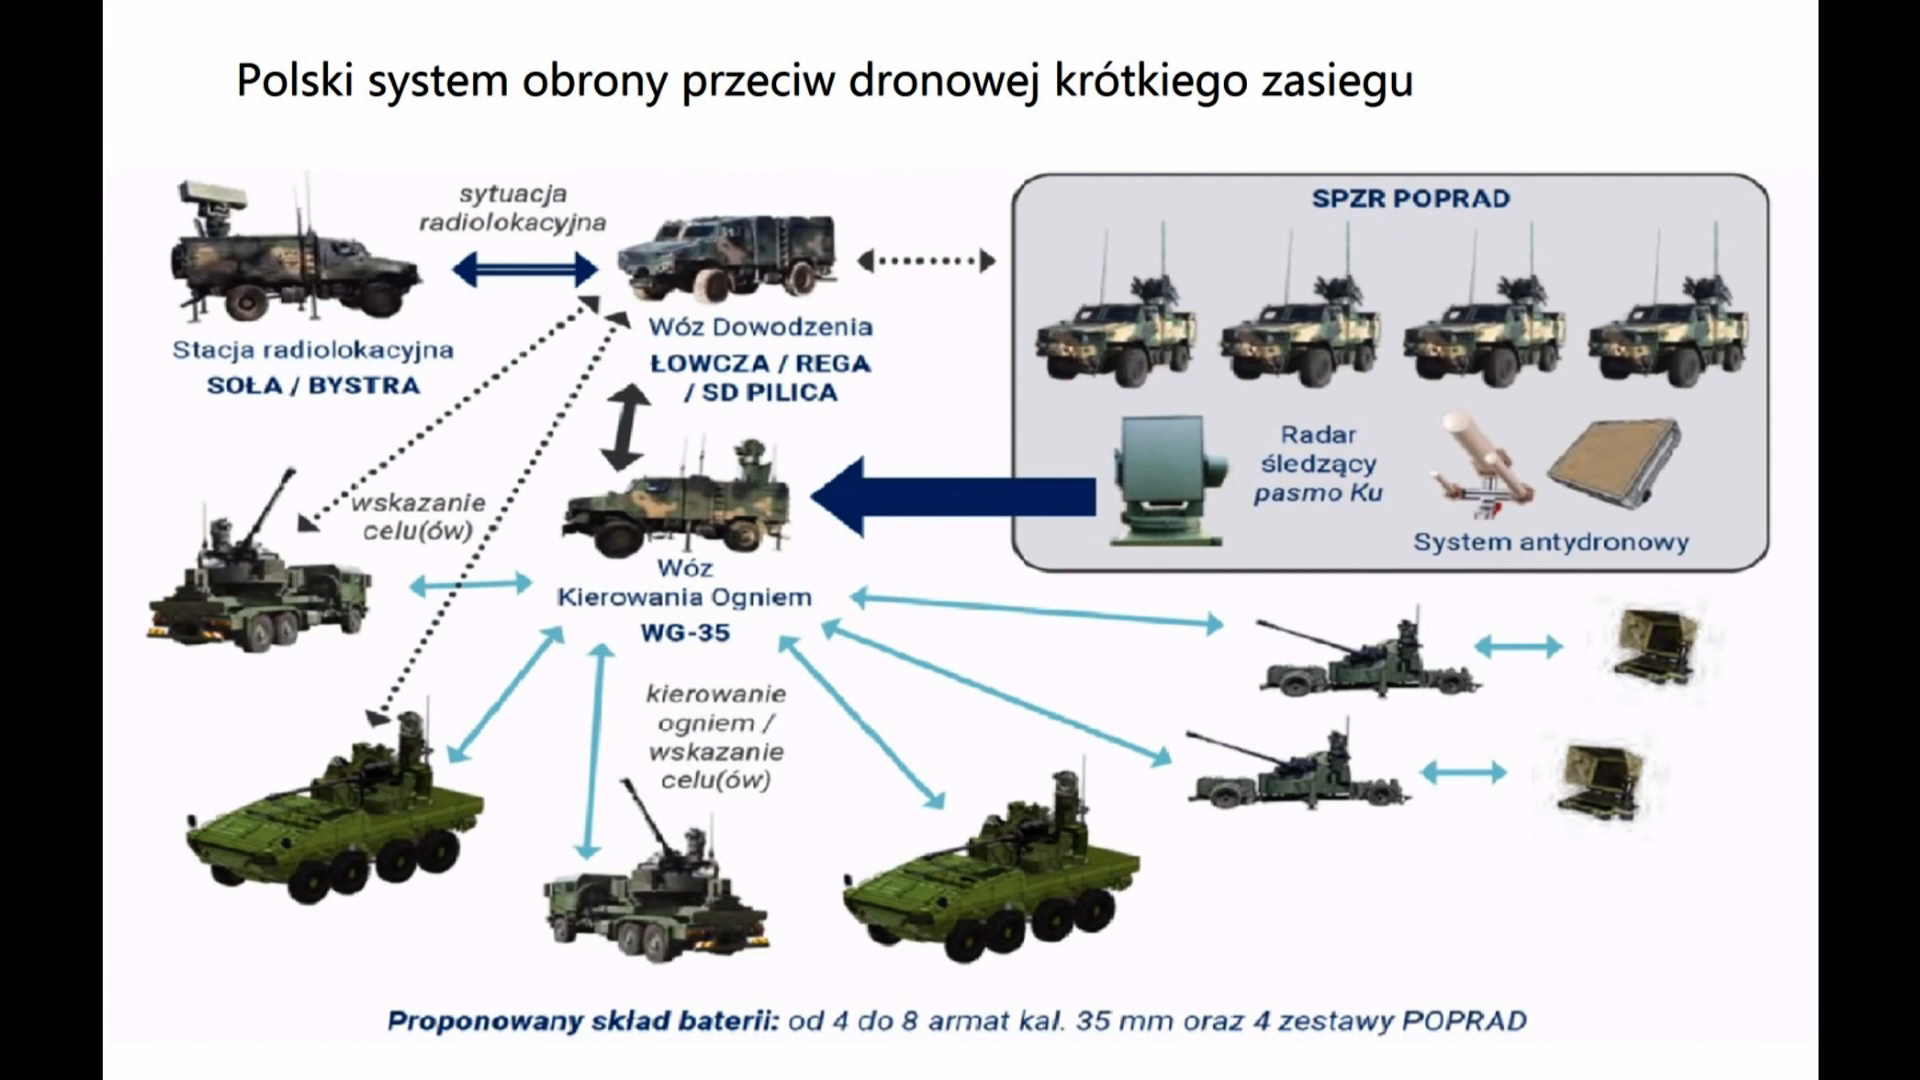 Polski system obrony przeciw dronowej krótkiego zasiegu
sytuacja
radiolokacyjna
SPZR POPRAD
Stacja radiolokacyjna
SOŁA / BYSTRA
Wóz Dowodzenia
ŁOWCZA / REGA
/ SD PILICA
Radar
śledzący
pasmo Ku
System antydronowy
wskazanie
celu(ów)
Wóz
Kierowania Ogniem
WG-35
kierowanie
ogniem /
wskazanie
celu(ów)
Proponowany skład baterii: od 4 do 8 armat kal. 35 mm oraz 4 zestawy POPRAD